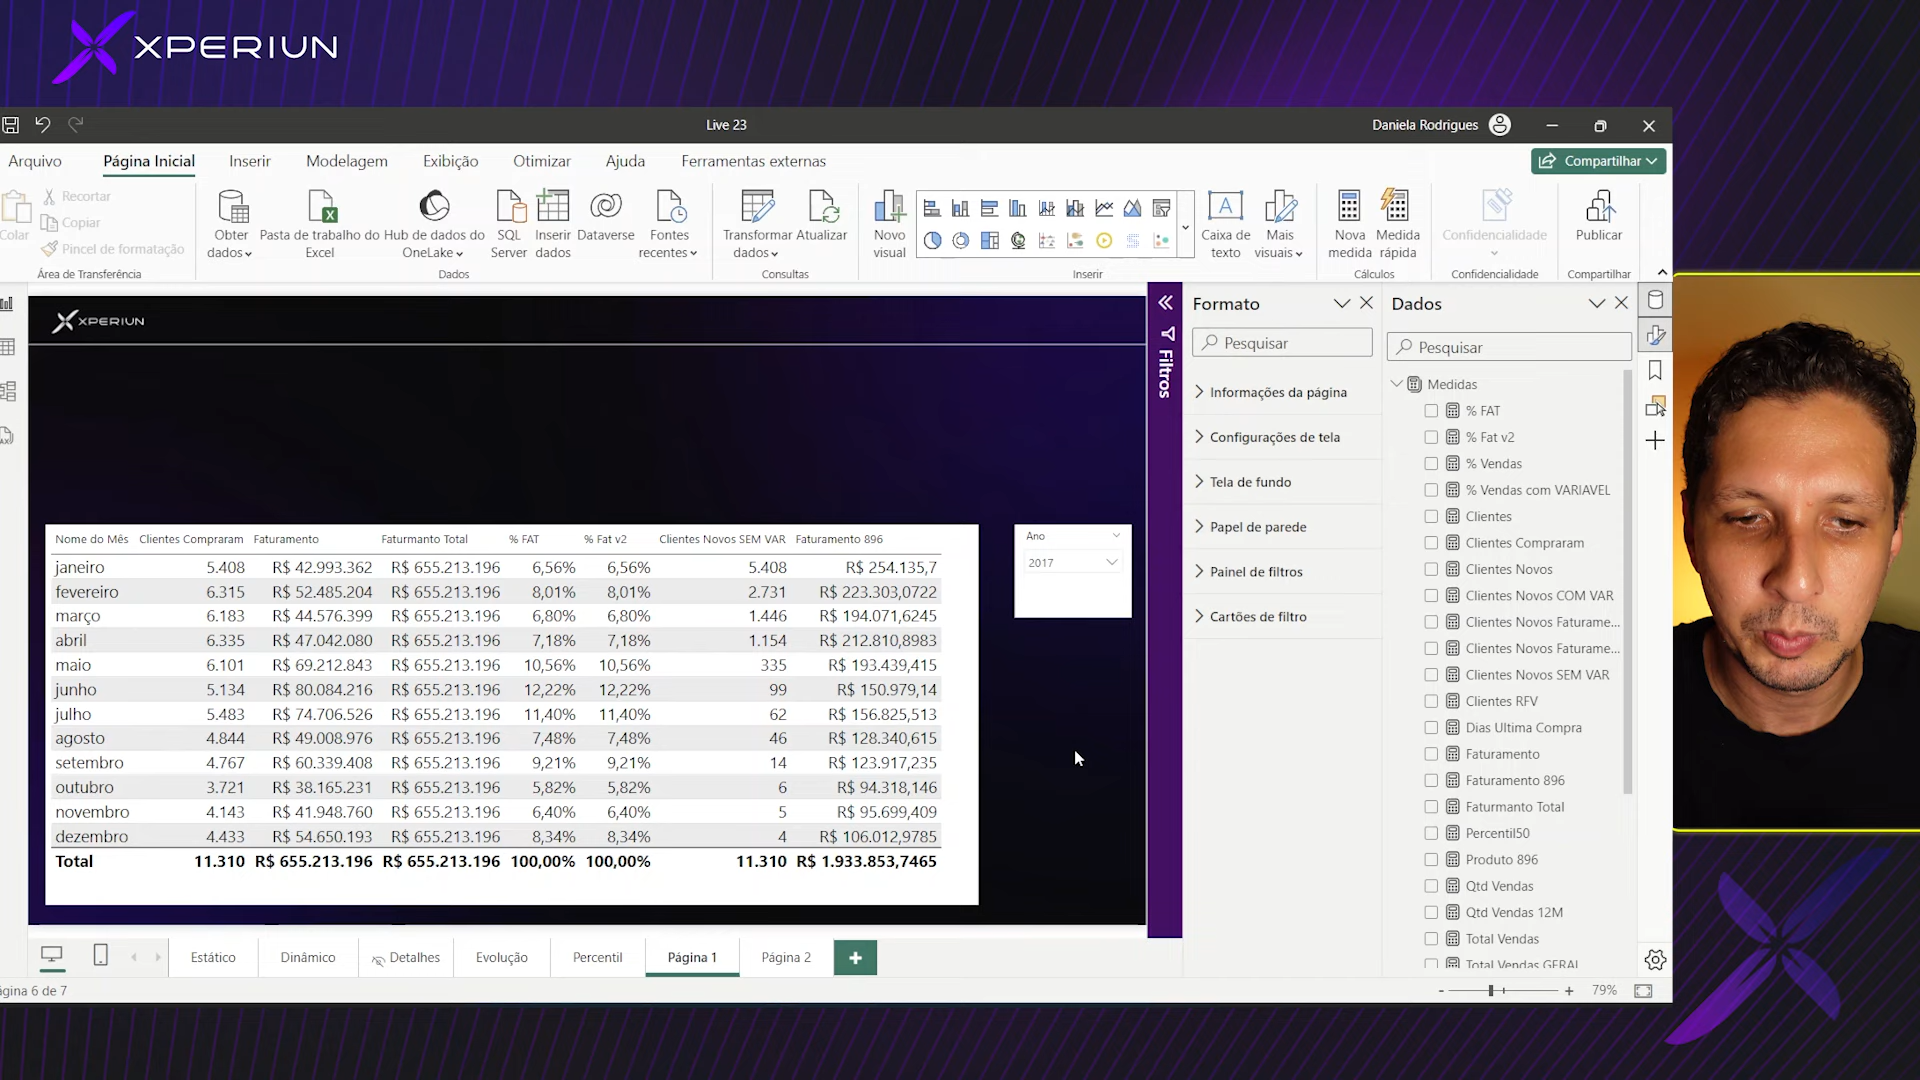 XPERIUN
Live 23
Daniela Rodrigues
Arquivo
Página Inicial
Inserir
Modelagem
Exibição
Otimizar
Ajuda
Ferramentas externas
Compartilhar
Colar
Recortar
Copiar
Pincel de formatação
Área de Transferência
Obter
dados
Pasta de trabalho do
Excel
Hub de dados do
OneLake
SQL
Server
Inserir
dados
Dataverse
Fontes
recentes
Dados
Transformar
dados
Atualizar
Consultas
Novo
visual
Caixa de
texto
Mais
visuais
Inserir
Nova
medida
Medida
rápida
Cálculos
Confidencialidade
Confidencialidade
Publicar
Compartilhar
XPERIUN
Nome do Mês Clientes Compraram Faturamento Faturmanto Total % FAT % Fat v2 Clientes Novos SEM VAR Faturamento 896
janeiro 5.408 R$ 42.993.362 R$ 655.213.196 6,56% 6,56% 5.408 R$ 254.135,7
fevereiro 6.315 R$ 52.485.204 R$ 655.213.196 8,01% 8,01% 2.731 R$ 223.303,0722
março 6.183 R$ 44.576.399 R$ 655.213.196 6,80% 6,80% 1.446 R$ 194.071,6245
abril 6.335 R$ 47.042.080 R$ 655.213.196 7,18% 7,18% 1.154 R$ 212.810,8983
maio 6.101 R$ 69.212.843 R$ 655.213.196 10,56% 10,56% 335 R$ 193.439,415
junho 5.134 R$ 80.084.216 R$ 655.213.196 12,22% 12,22% 99 R$ 150.979,14
julho 5.483 R$ 74.706.526 R$ 655.213.196 11,40% 11,40% 62 R$ 156.825,513
agosto 4.844 R$ 49.008.976 R$ 655.213.196 7,48% 7,48% 46 R$ 128.340,615
setembro 4.767 R$ 60.339.408 R$ 655.213.196 9,21% 9,21% 14 R$ 123.917,235
outubro 3.721 R$ 38.165.231 R$ 655.213.196 5,82% 5,82% 6 R$ 94.318,146
novembro 4.143 R$ 41.948.760 R$ 655.213.196 6,40% 6,40% 5 R$ 95.699,409
dezembro 4.433 R$ 54.650.193 R$ 655.213.196 8,34% 8,34% 4 R$ 106.012,9785
Total 11.310 R$ 655.213.196 R$ 655.213.196 100,00% 100,00% 11.310 R$ 1.933.853,7465
Ano
2017
Filtros
Formato
Pesquisar
Informações da página
Configurações de tela
Tela de fundo
Papel de parede
Painel de filtros
Cartões de filtro
Dados
Pesquisar
Medidas
% FAT
% Fat v2
% Vendas
% Vendas com VARIAVEL
Clientes
Clientes Compraram
Clientes Novos
Clientes Novos COM VAR
Clientes Novos Faturame...
Clientes Novos Faturame...
Clientes Novos SEM VAR
Clientes RFV
Dias Ultima Compra
Faturamento
Faturamento 896
Faturmanto Total
Percentil50
Produto 896
Qtd Vendas
Qtd Vendas 12M
Total Vendas
Total Vendas GERAL
Estático
Dinâmico
Detalhes
Evolução
Percentil
Página 1
Página 2
ágina 6 de 7
- + 79%